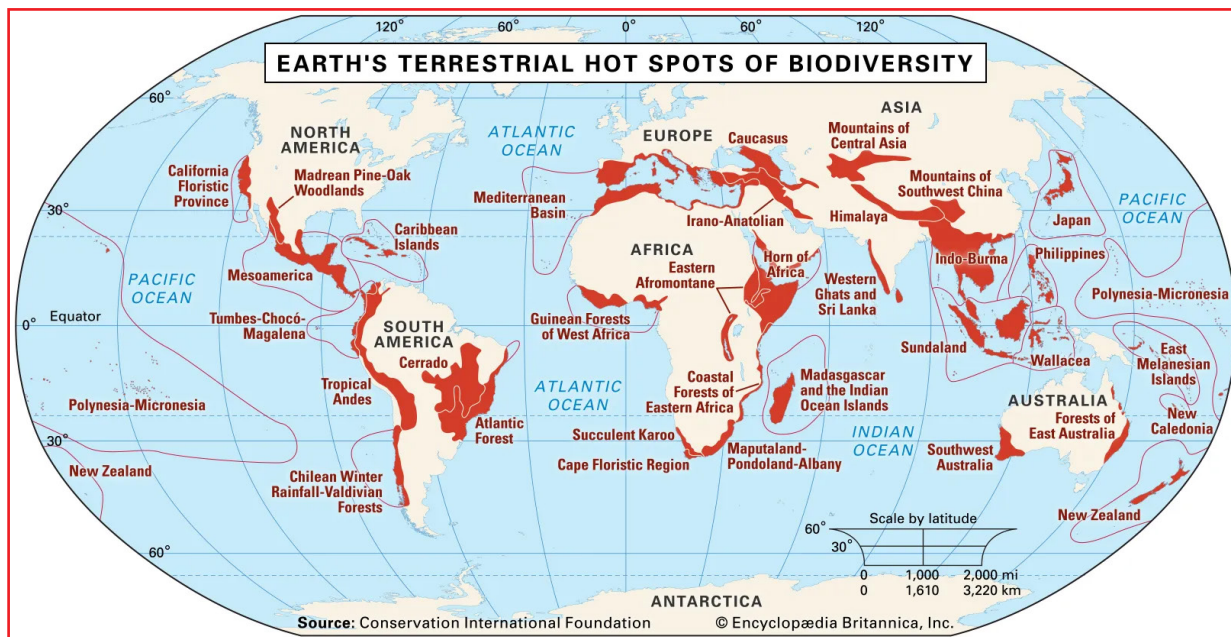 120°
60°
0°
60°
120°
EARTH'S TERRESTRIAL HOT SPOTS OF BIODIVERSITY
60°
NORTH
AMERICA
ATLANTIC
OCEAN
EUROPE
ASIA
Caucasus
Mountains of
Central Asia
California
Floristic
Province
Madrean Pine-Oak
Woodlands
Mediterranean
Basin
Mountains of
Southwest China
PACIFIC
OCEAN
30°
Irano-Anatolian
Himalaya
Japan
Caribbean
Islands
AFRICA
Mesoamerica
Eastern
Afromontane
Horn of
Africa
Indo-Burma
Philippines
PACIFIC
OCEAN
Western
Ghats and
Sri Lanka
Polynesia-Micronesia
0°
Equator
Tumbes-Chocó-
Magalena
SOUTH
AMERICA
Guinean Forests
of West Africa
Sundaland
Wallacea
East
Melanesian
Islands
Cerrado
Tropical
Andes
ATLANTIC
OCEAN
Coastal
Forests of
Eastern Africa
Madagascar
and the Indian
Ocean Islands
Polynesia-Micronesia
AUSTRALIA
Forests of
East Australia
New
Caledonia
Atlantic
Forest
Succulent Karoo
INDIAN
OCEAN
30°
Cape Floristic Region
Maputaland-
Pondoland-Albany
Southwest
Australia
New Zealand
Chilean Winter
Rainfall-Valdivian
Forests
New Zealand
Scale by latitude
60°
30°
0 1,000 2,000 mi
0 1,610 3,220 km
60°
ANTARCTICA
Source: Conservation International Foundation
© Encyclopædia Britannica, Inc.